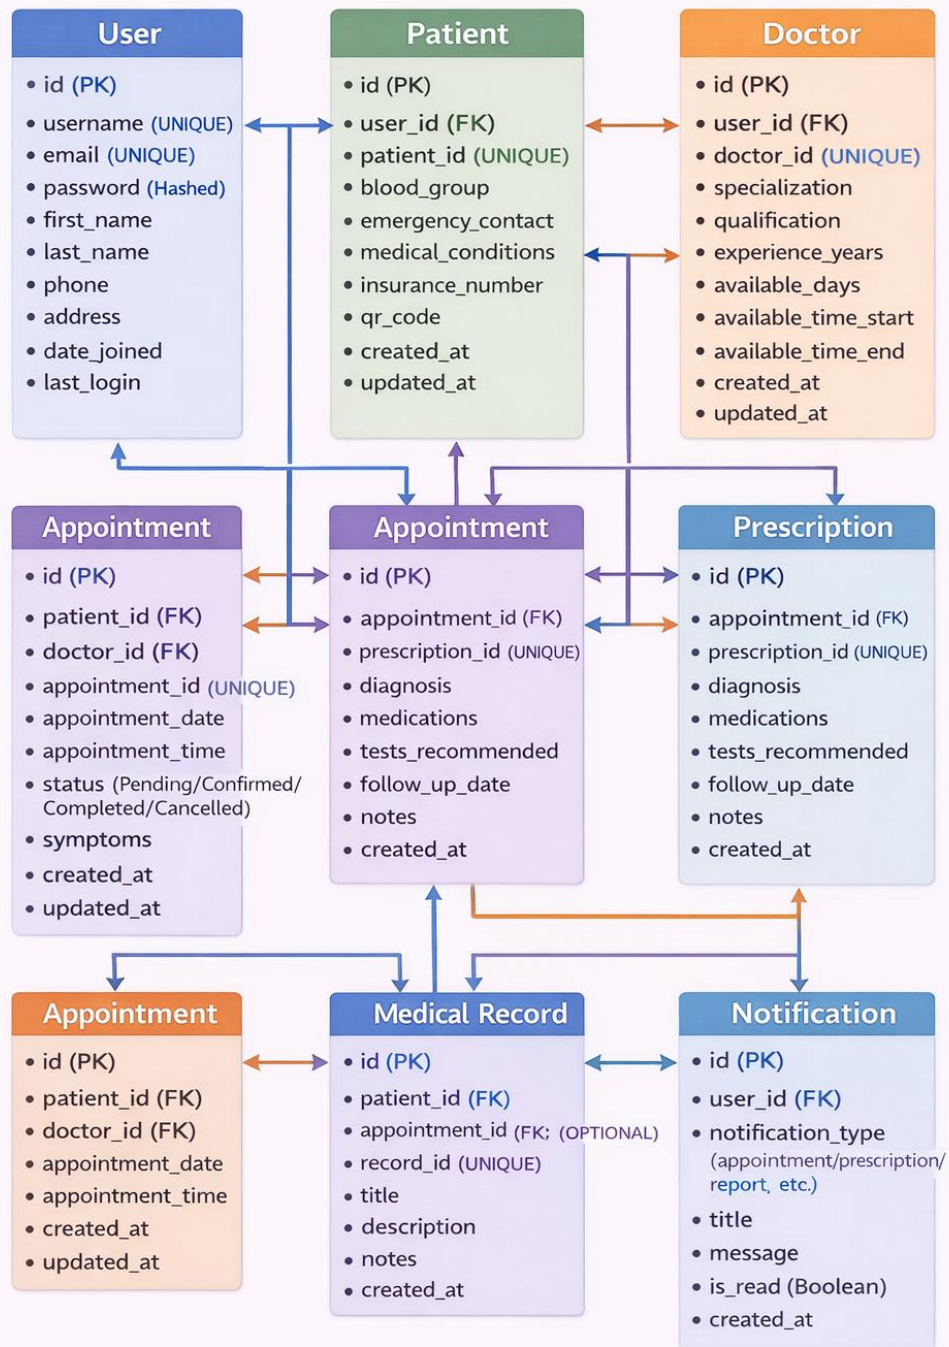 User
• id (PK)
• username (UNIQUE)
• email (UNIQUE)
• password (Hashed)
• first_name
• last_name
• phone
• address
• date_joined
• last_login
Patient
• id (PK)
• user_id (FK)
• patient_id (UNIQUE)
• blood_group
• emergency_contact
• medical_conditions
• insurance_number
• qr_code
• created_at
• updated_at
Doctor
• id (PK)
• user_id (FK)
• doctor_id (UNIQUE)
• specialization
• qualification
• experience_years
• available_days
• available_time_start
• available_time_end
• created_at
• updated_at
Appointment
• id (PK)
• patient_id (FK)
• doctor_id (FK)
• appointment_id (UNIQUE)
• appointment_date
• appointment_time
• status (Pending/Confirmed/
Completed/Cancelled)
• symptoms
• created_at
• updated_at
Appointment
• id (PK)
appointment_id (FK)
• prescription_id (UNIQUE)
• diagnosis
• medications
• tests_recommended
• follow_up_date
• notes
• created_at
Prescription
• id (PK)
• appointment_id (FK)
• prescription_id (UNIQUE)
• diagnosis
• medications
• tests_recommended
• follow_up_date
• notes
• created_at
Appointment
• id (PK)
• patient_id (FK)
• doctor_id (FK)
• appointment_date
• appointment_time
• created_at
• updated_at
Medical Record
• id (PK)
• patient_id (FK)
• appointment_id (FK; (OPTIONAL)
• record_id (UNIQUE)
• title
• description
• notes
• created_at
Notification
• id (PK)
• user_id (FK)
• notification_type
(appointment/prescription/
report, etc.)
• title
• message
• is_read (Boolean)
• created_at